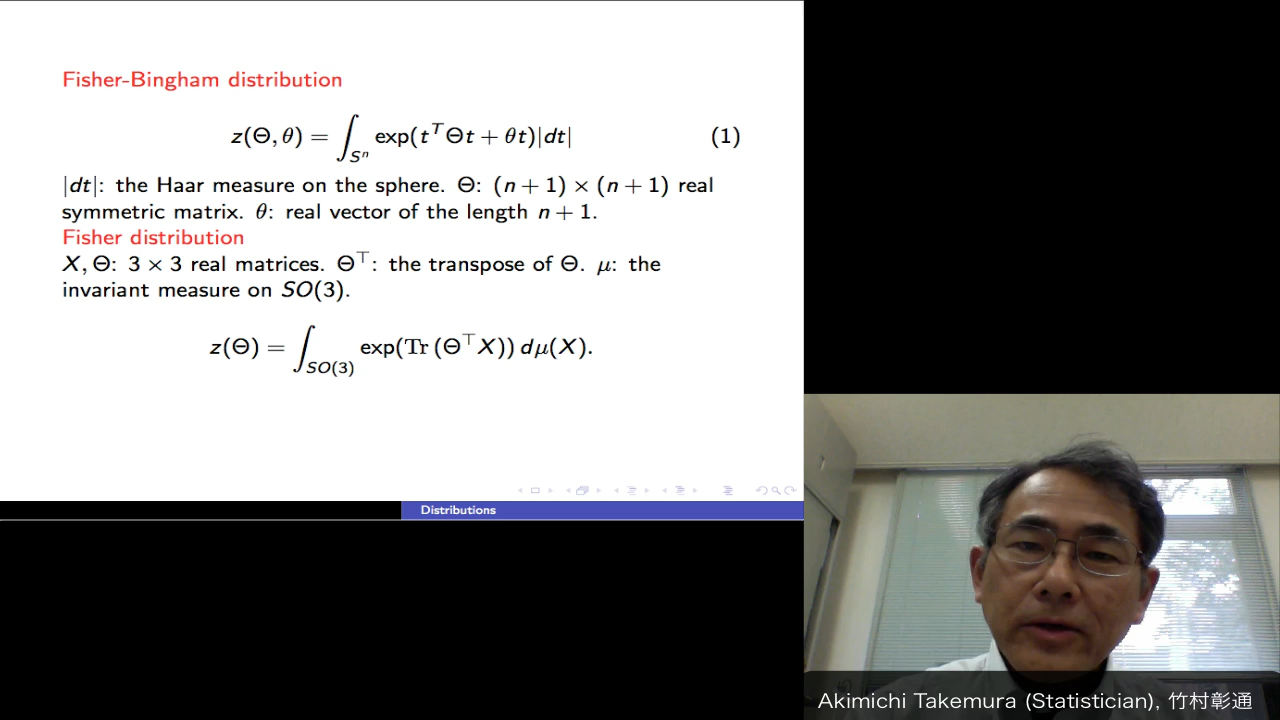 Fisher-Bingham distribution
z(Θ, θ) = ∫_{S^n} exp(t^T Θt + θt)|dt| (1)
|dt|: the Haar measure on the sphere. Θ: (n + 1) × (n + 1) real
symmetric matrix. θ: real vector of the length n + 1.
Fisher distribution
X, Θ: 3 × 3 real matrices. Θ^⊤: the transpose of Θ. μ: the
invariant measure on SO(3).
z(Θ) = ∫_{SO(3)} exp(Tr (Θ^⊤ X)) dμ(X).
Distributions
Akimichi Takemura (Statistician), 竹村彰通